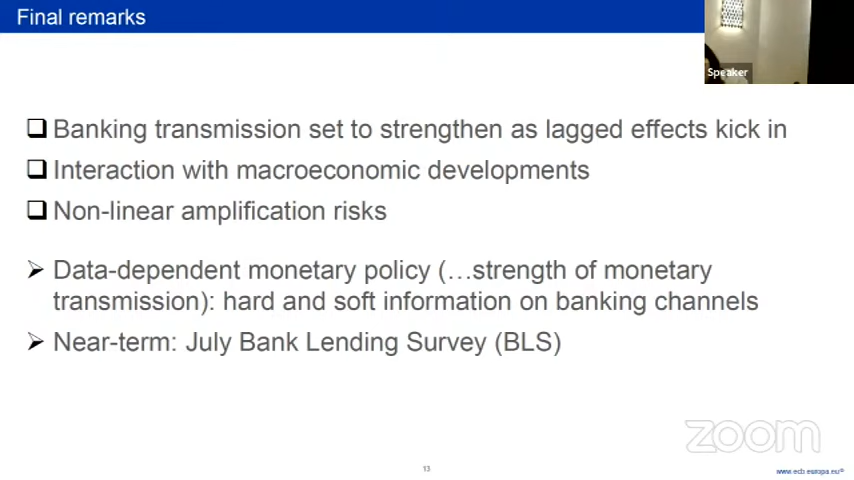 Final remarks
Speaker
Banking transmission set to strengthen as lagged effects kick in
Interaction with macroeconomic developments
Non-linear amplification risks
Data-dependent monetary policy (…strength of monetary
transmission): hard and soft information on banking channels
Near-term: July Bank Lending Survey (BLS)
zoom
13
www.ecb.europa.eu©